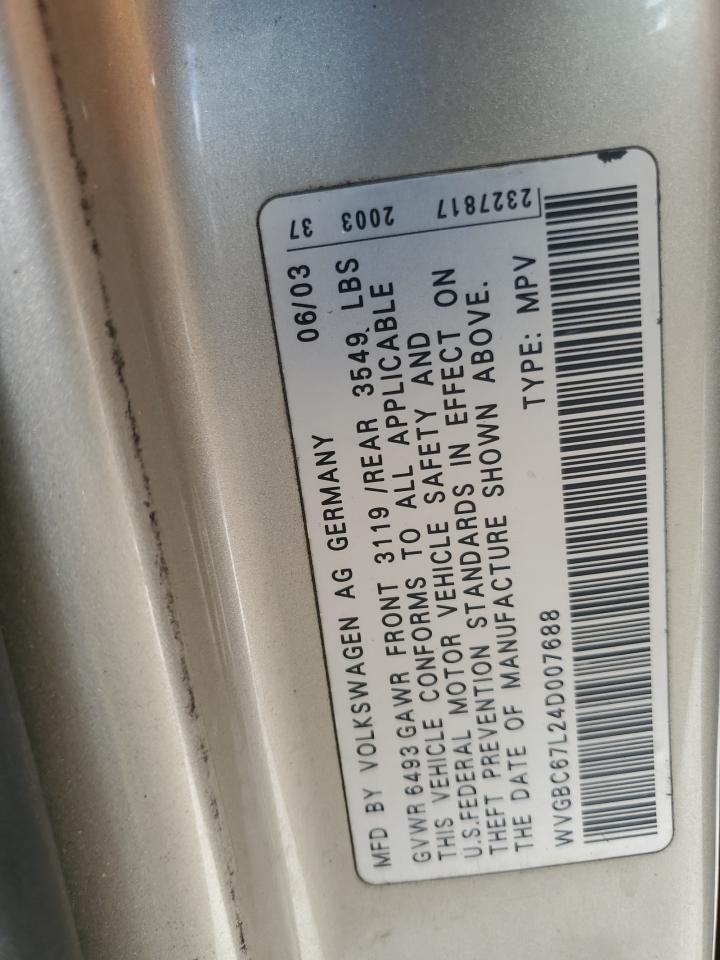 MFD BY VOLKSWAGEN AG GERMANY 06/03
GVWR 6493 GAWR FRONT 3119 /REAR 3549 LBS
THIS VEHICLE CONFORMS TO ALL APPLICABLE
U.S.FEDERAL MOTOR VEHICLE SAFETY AND
THEFT PREVENTION STANDARDS IN EFFECT ON
THE DATE OF MANUFACTURE SHOWN ABOVE.
WVGBC67L24D007688 TYPE: MPV
37 2003 2327817